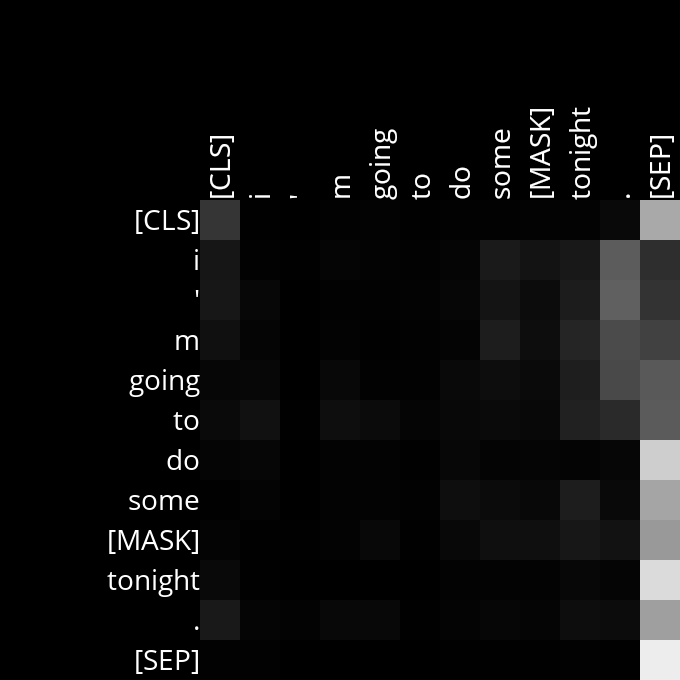 [CLS] i ' m going to do some [MASK] tonight . [SEP]
[CLS]
i
'
m
going
to
do
some
[MASK]
tonight
.
[SEP]